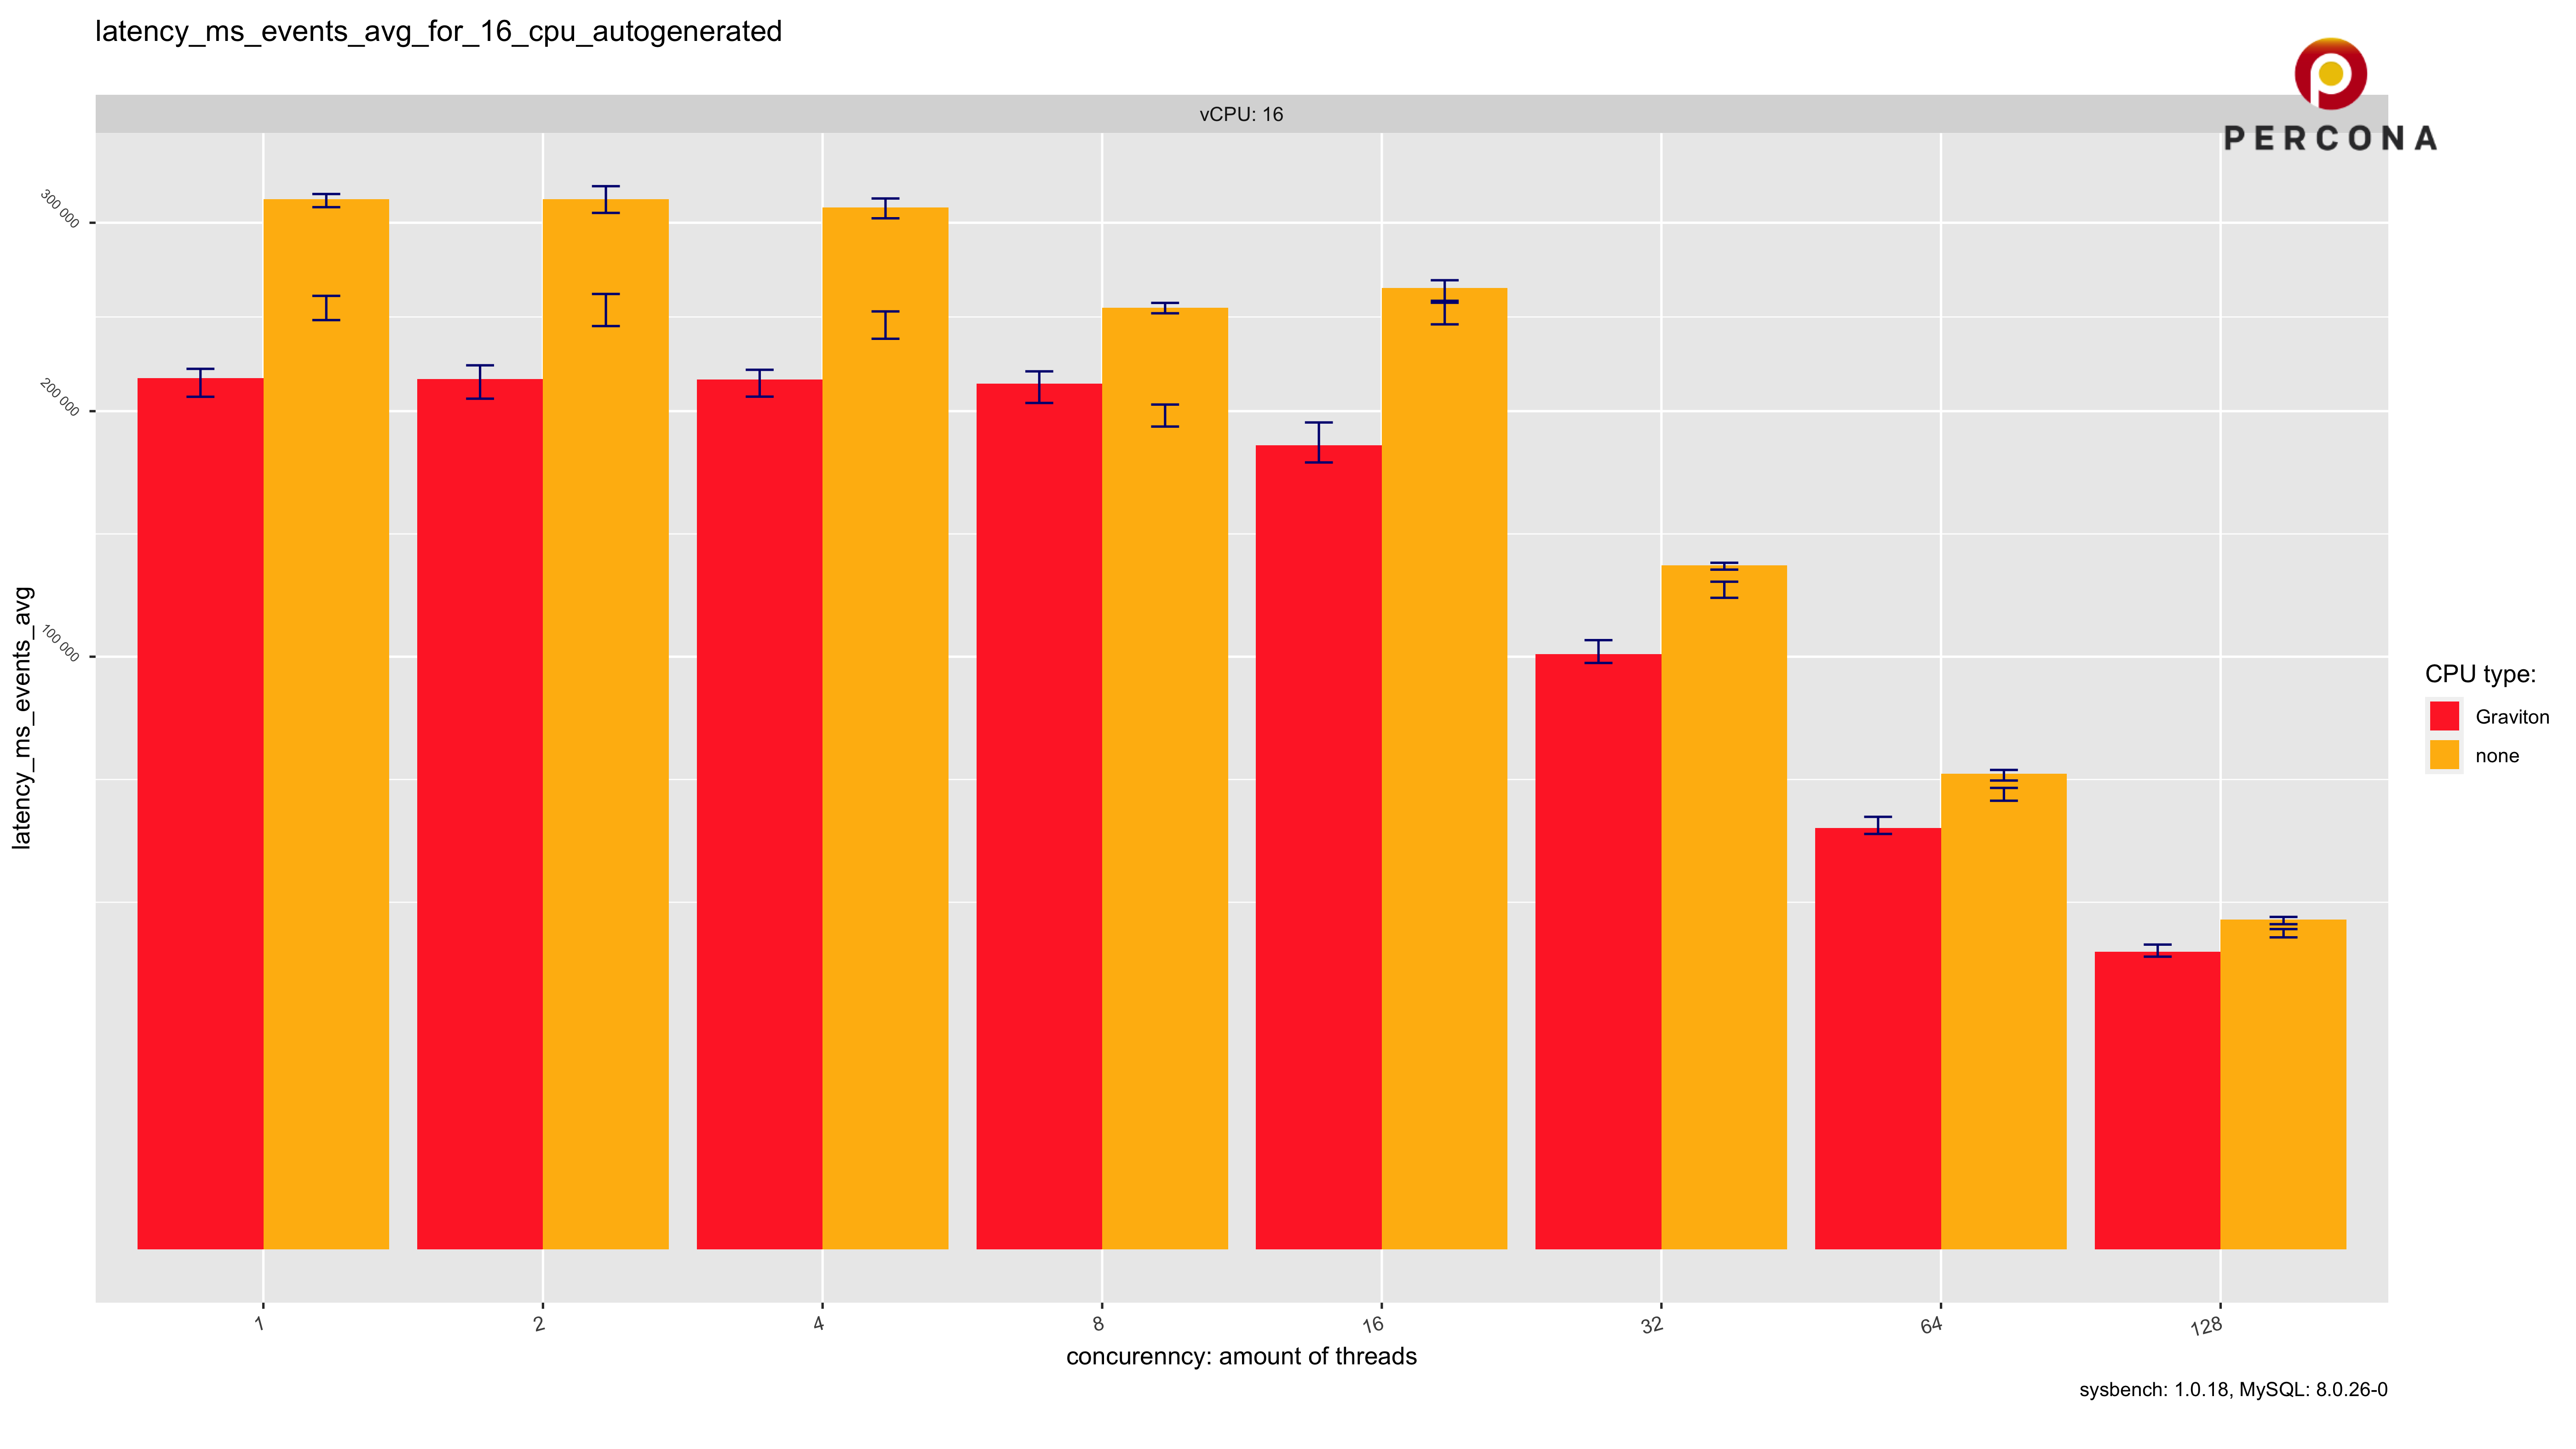 latency_ms_events_avg_for_16_cpu_autogenerated
PERCONA
vCPU: 16
300 000
200 000
100 000
latency_ms_events_avg
CPU type:
Graviton
none
1 2 4 8 16 32 64 128
concurenncy: amount of threads
sysbench: 1.0.18, MySQL: 8.0.26-0